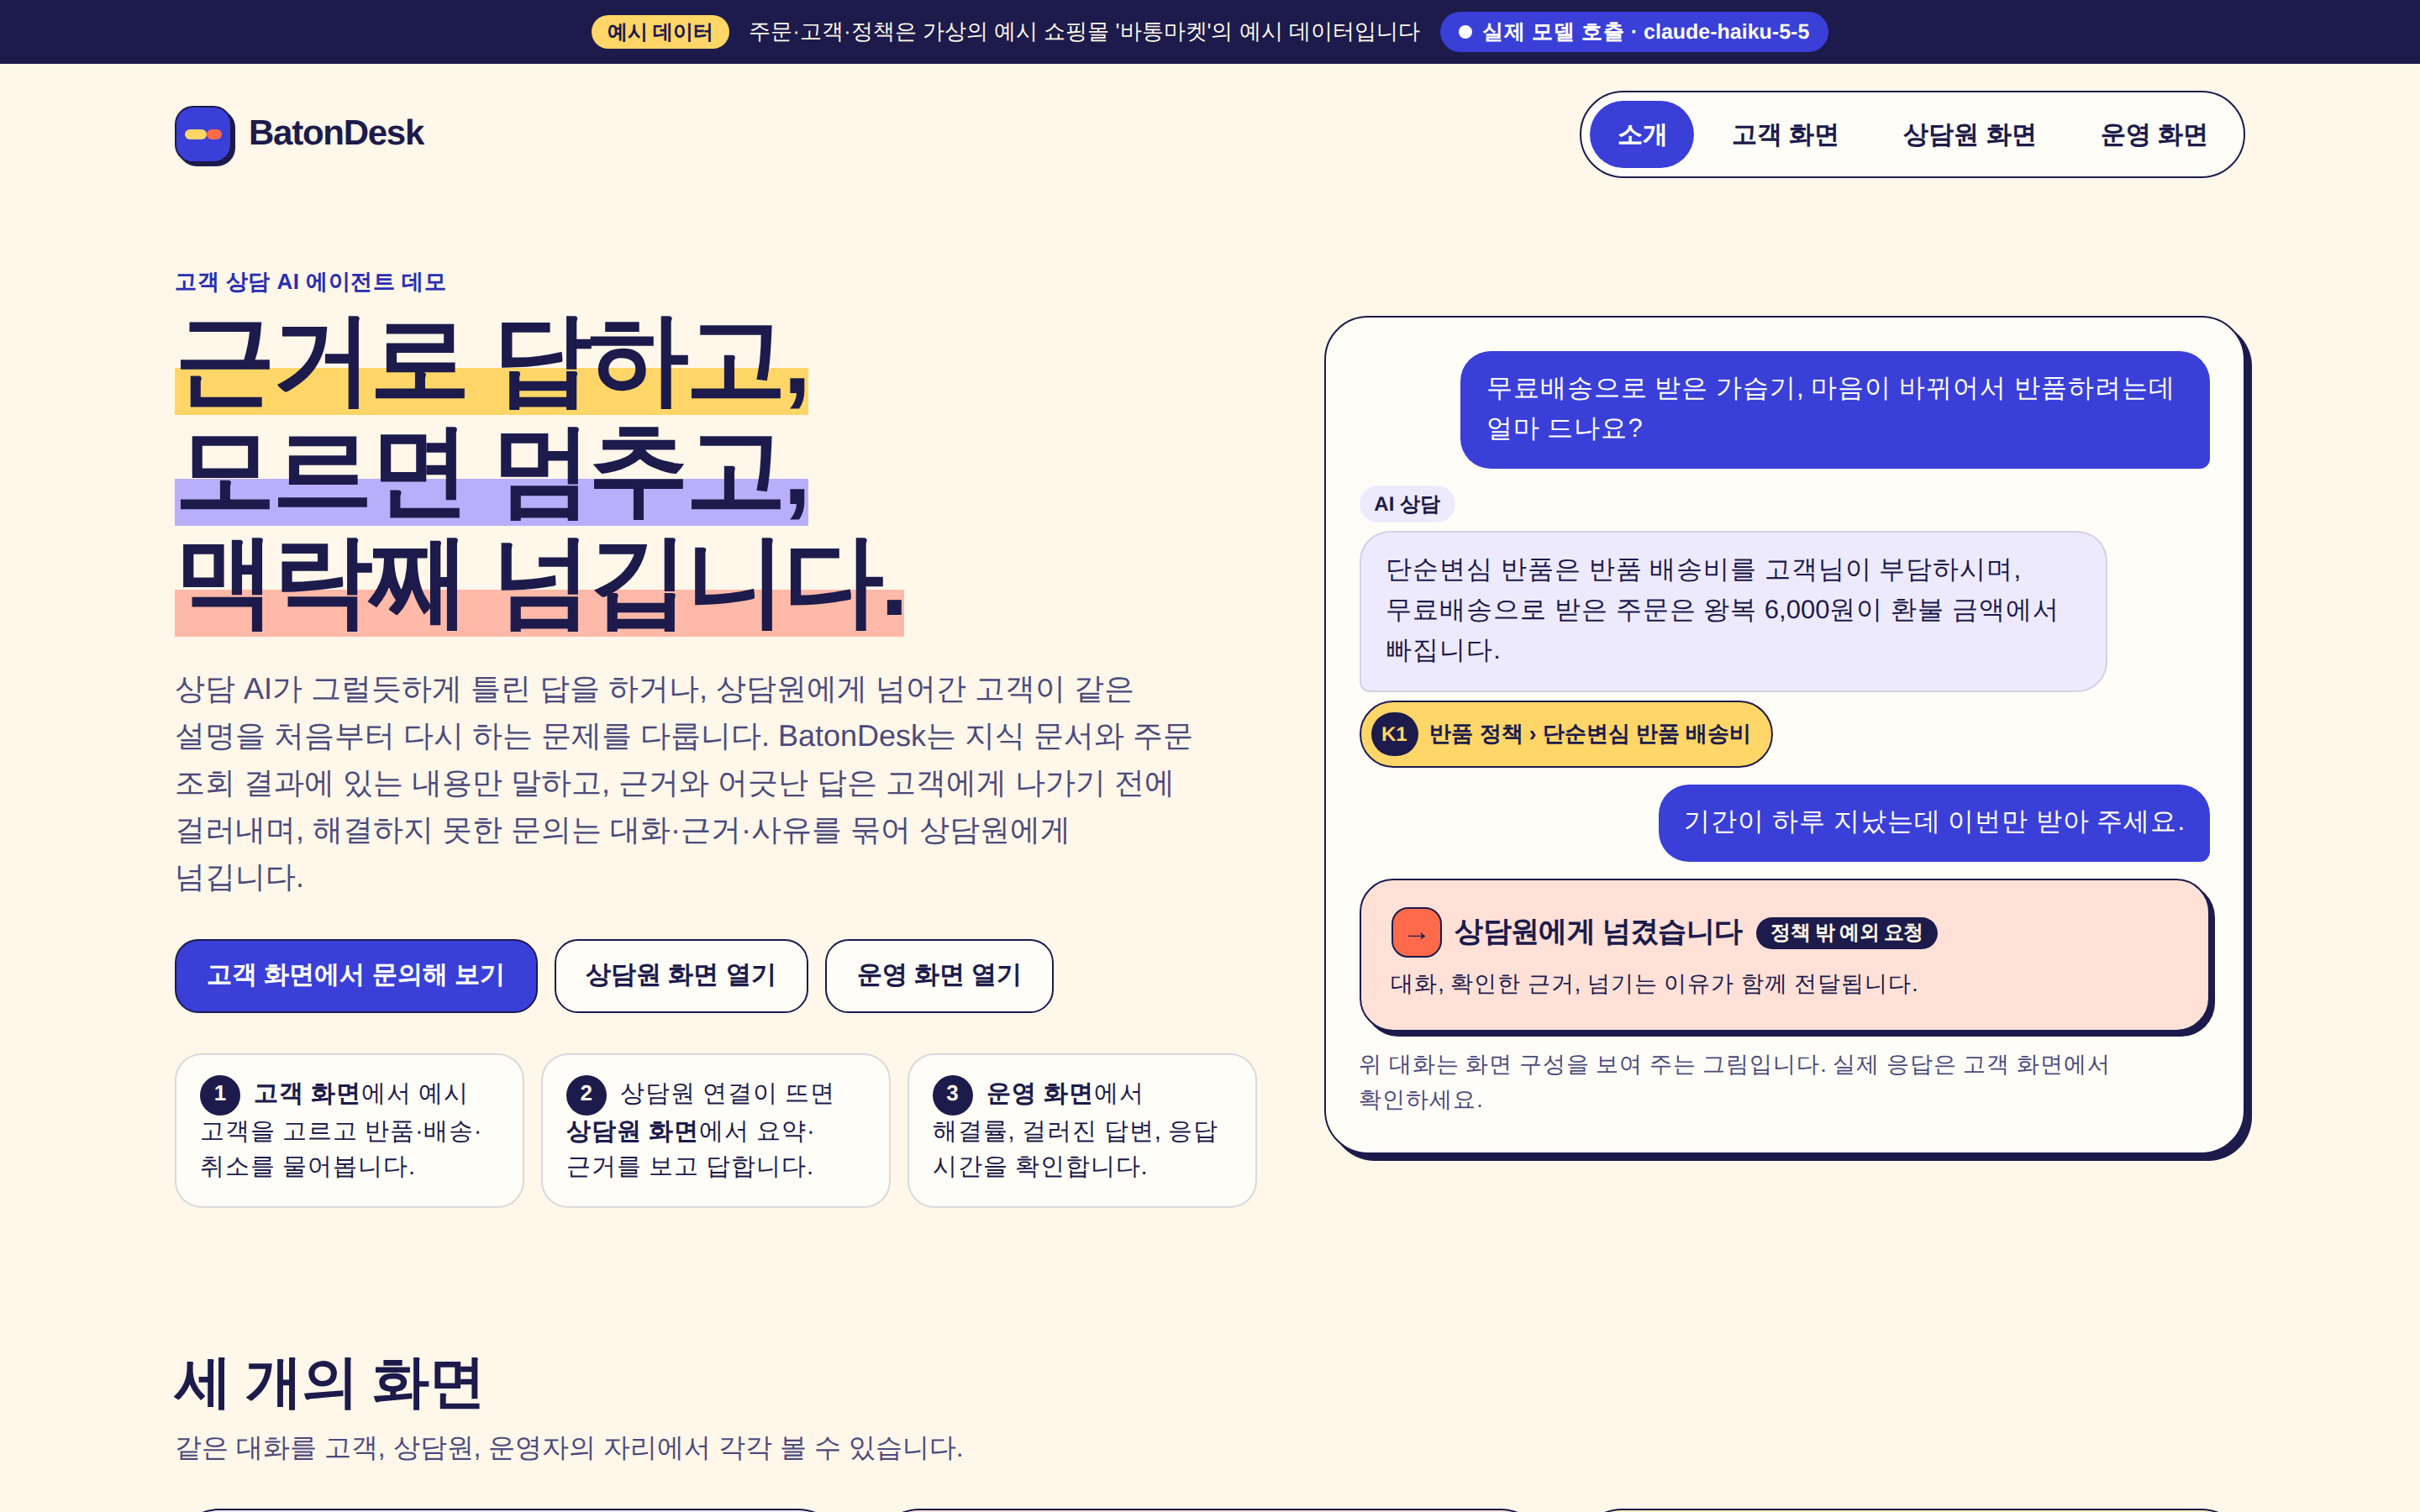 예시 데이터 주문·고객·정책은 가상의 예시 쇼핑몰 '바통마켓'의 예시 데이터입니다 실제 모델 호출 · claude-haiku-5-5
BatonDesk
소개 고객 화면 상담원 화면 운영 화면
고객 상담 AI 에이전트 데모
근거로 답하고,
모르면 멈추고,
맥락째 넘깁니다.
상담 AI가 그럴듯하게 틀린 답을 하거나, 상담원에게 넘어간 고객이 같은
설명을 처음부터 다시 하는 문제를 다룹니다. BatonDesk는 지식 문서와 주문
조회 결과에 있는 내용만 말하고, 근거와 어긋난 답은 고객에게 나가기 전에
걸러내며, 해결하지 못한 문의는 대화·근거·사유를 묶어 상담원에게
넘깁니다.
고객 화면에서 문의해 보기 상담원 화면 열기 운영 화면 열기
1 고객 화면에서 예시
고객을 고르고 반품·배송·
취소를 물어봅니다.
2 상담원 연결이 뜨면
상담원 화면에서 요약·
근거를 보고 답합니다.
3 운영 화면에서
해결률, 걸러진 답변, 응답
시간을 확인합니다.
무료배송으로 받은 가습기, 마음이 바뀌어서 반품하려는데
얼마 드나요?
AI 상담
단순변심 반품은 반품 배송비를 고객님이 부담하시며,
무료배송으로 받은 주문은 왕복 6,000원이 환불 금액에서
빠집니다.
K1 반품 정책 › 단순변심 반품 배송비
기간이 하루 지났는데 이번만 받아 주세요.
→ 상담원에게 넘겼습니다 정책 밖 예외 요청
대화, 확인한 근거, 넘기는 이유가 함께 전달됩니다.
위 대화는 화면 구성을 보여 주는 그림입니다. 실제 응답은 고객 화면에서
확인하세요.
세 개의 화면
같은 대화를 고객, 상담원, 운영자의 자리에서 각각 볼 수 있습니다.